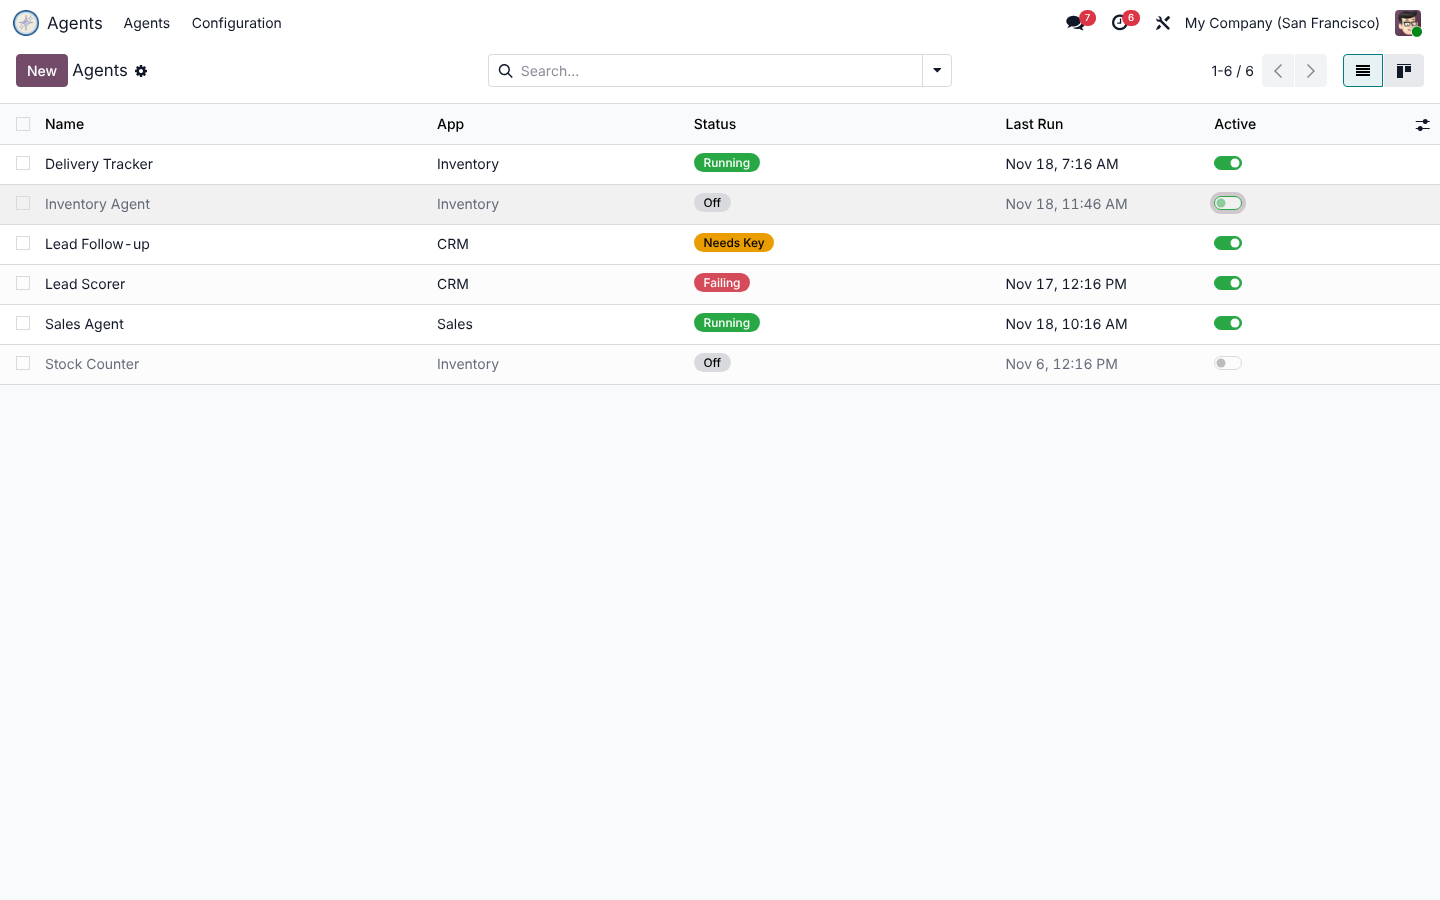 Agents Agents Configuration 7 6 My Company (San Francisco)
New Agents Search... 1-6 / 6
Name App Status Last Run Active
Delivery Tracker Inventory Running Nov 18, 7:16 AM
Inventory Agent Inventory Off Nov 18, 11:46 AM
Lead Follow-up CRM Needs Key
Lead Scorer CRM Failing Nov 17, 12:16 PM
Sales Agent Sales Running Nov 18, 10:16 AM
Stock Counter Inventory Off Nov 6, 12:16 PM